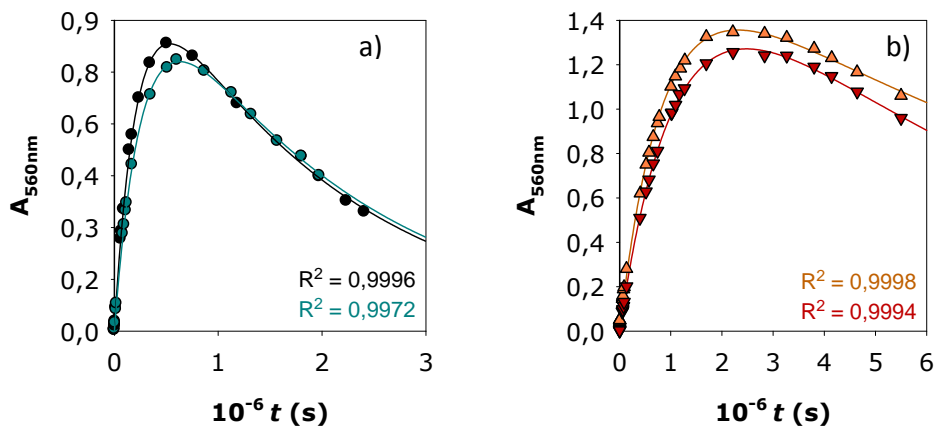 a)
0,9
0,8
0,6
0,4
0,3
0,2
0,0
A560nm
R² = 0,9996
R² = 0,9972
0 1 2 3
10⁻⁶ t (s)
b)
1,4
1.2
1.0
0.8
0.6
0.4
0.2
0.0
A560nm
R² = 0,9998
R² = 0,9994
0 1 2 3 4 5 6
10⁻⁶ t (s)